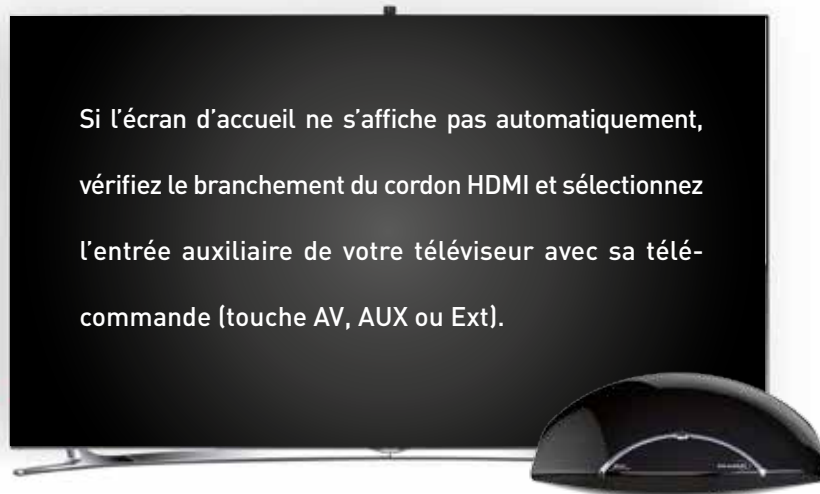 Si l’écran d’accueil ne s’affiche pas automatiquement,
vérifiez le branchement du cordon HDMI et sélectionnez
l’entrée auxiliaire de votre téléviseur avec sa télé-
commande (touche AV, AUX ou Ext).